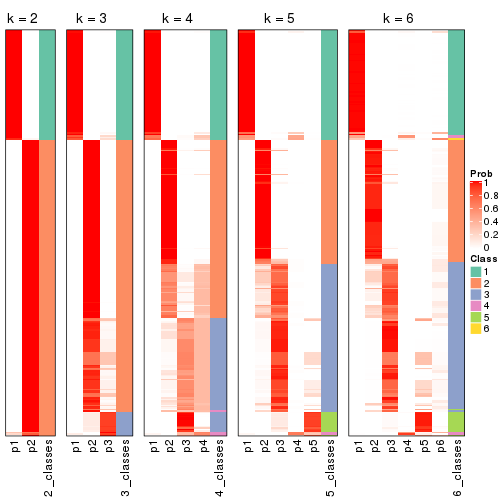 k = 2
k = 3
k = 4
k = 5
k = 6
Prob
1
0.8
0.6
0.4
0.2
0
Class
1
2
3
4
5
6
p1
p2
2_classes
p1
p2
p3
3_classes
p1
p2
p3
p4
4_classes
p1
p2
p3
p4
p5
5_classes
p1
p2
p3
p4
p5
p6
6_classes